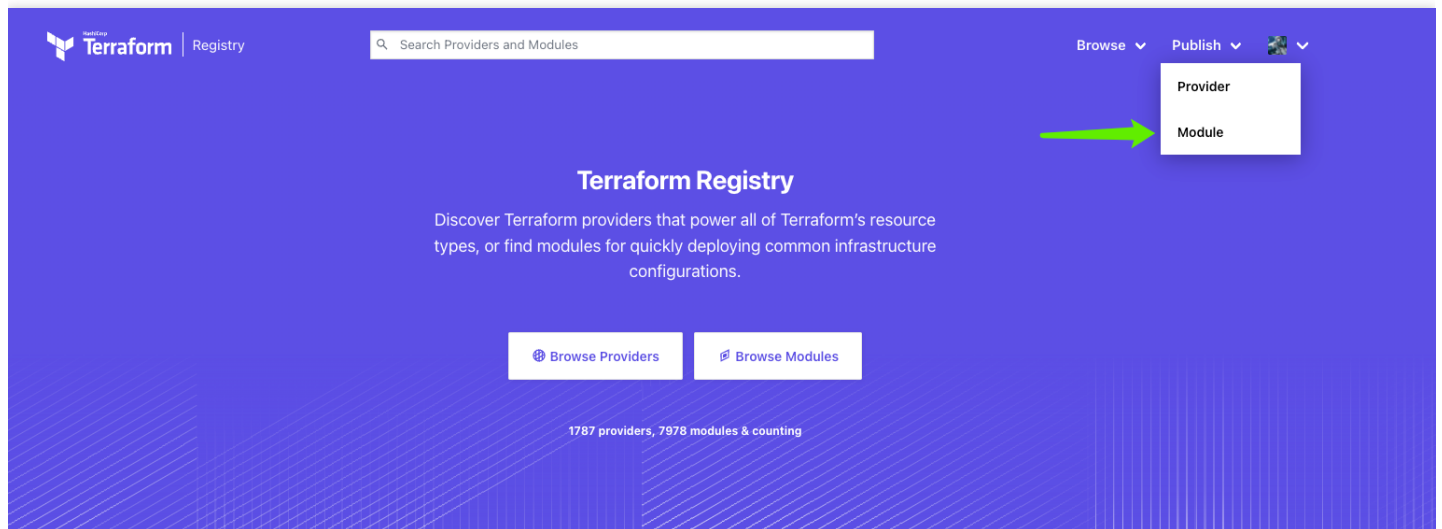 HashiCorp
Terraform | Registry
Search Providers and Modules
Browse
Publish
Provider
Module
Terraform Registry
Discover Terraform providers that power all of Terraform’s resource
types, or find modules for quickly deploying common infrastructure
configurations.
Browse Providers
Browse Modules
1787 providers, 7978 modules & counting